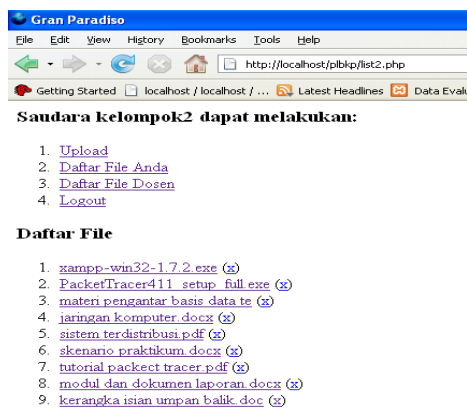 Gran Paradiso
File Edit View History Bookmarks Tools Help
http://localhost/plbkp/list2.php
Getting Started localhost / localhost / ... Latest Headlines Data Evalu
Saudara kelompok2 dapat melakukan:
1. Upload
2. Daftar File Anda
3. Daftar File Dosen
4. Logout
Daftar File
1. xampp-win32-1.7.2.exe (x)
2. PacketTracer411_setup_full.exe (x)
3. materi pengantar basis data te (x)
4. jaringan komputer.docx (x)
5. sistem terdistribusi.pdf (x)
6. skenario praktikum.docx (x)
7. tutorial packect tracer.pdf (x)
8. modul dan dokumen laporan.docx (x)
9. kerangka isian umpan balik.doc (x)